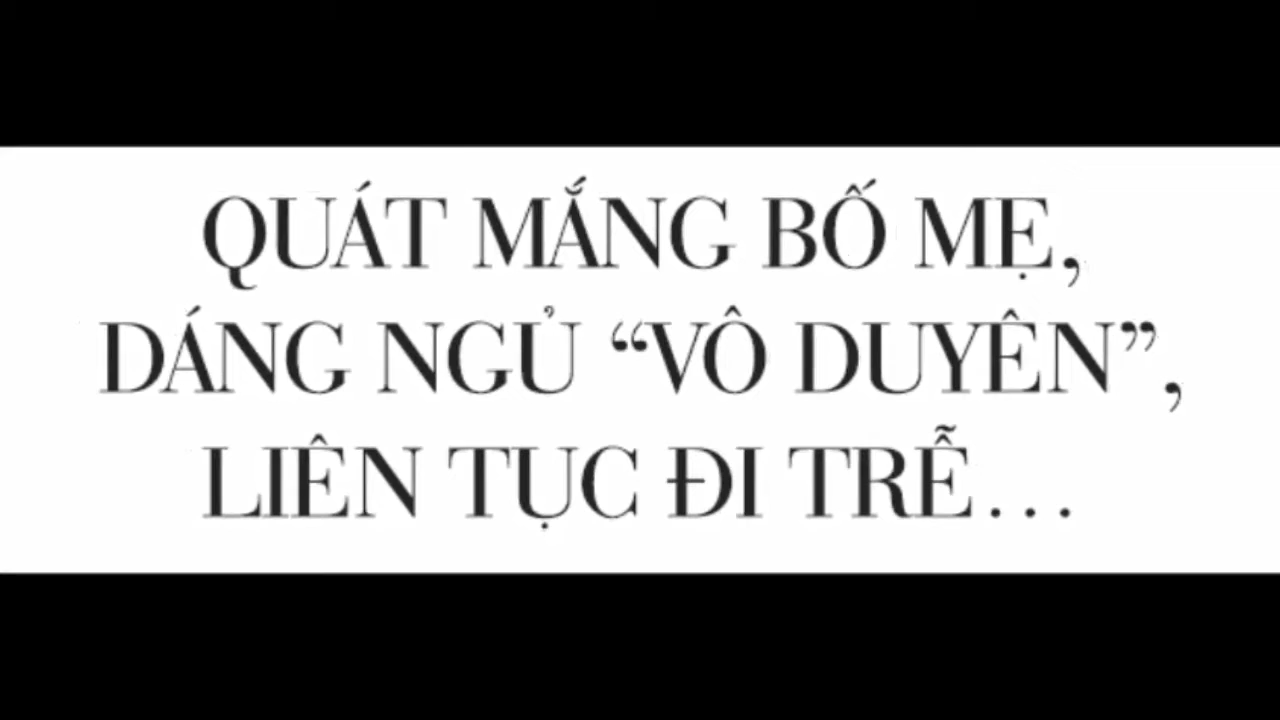 QUÁT MẮNG BỐ MẸ,
DÁNG NGỦ “VÔ DUYÊN”,
LIÊN TỤC ĐI TRỄ...